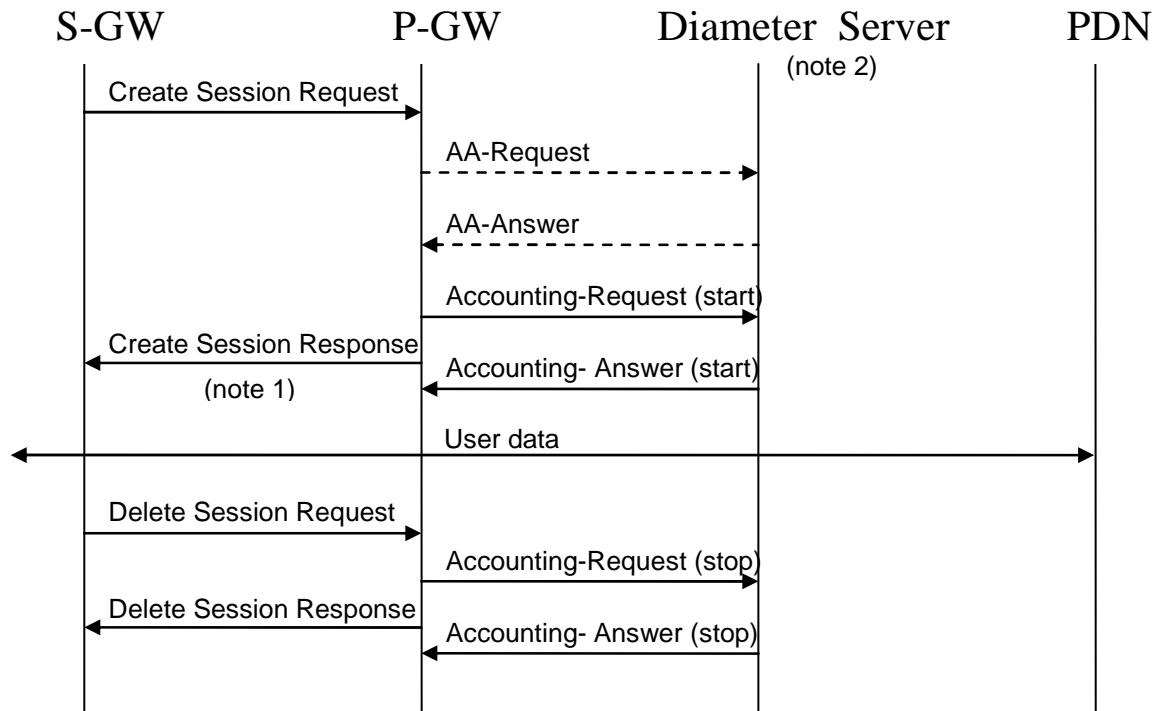 S-GW P-GW Diameter Server PDN
(note 2)
Create Session Request
AA-Request
AA-Answer
Accounting-Request (start)
Create Session Response
Accounting- Answer (start)
(note 1)
User data
Delete Session Request
Accounting-Request (stop)
Delete Session Response
Accounting- Answer (stop)